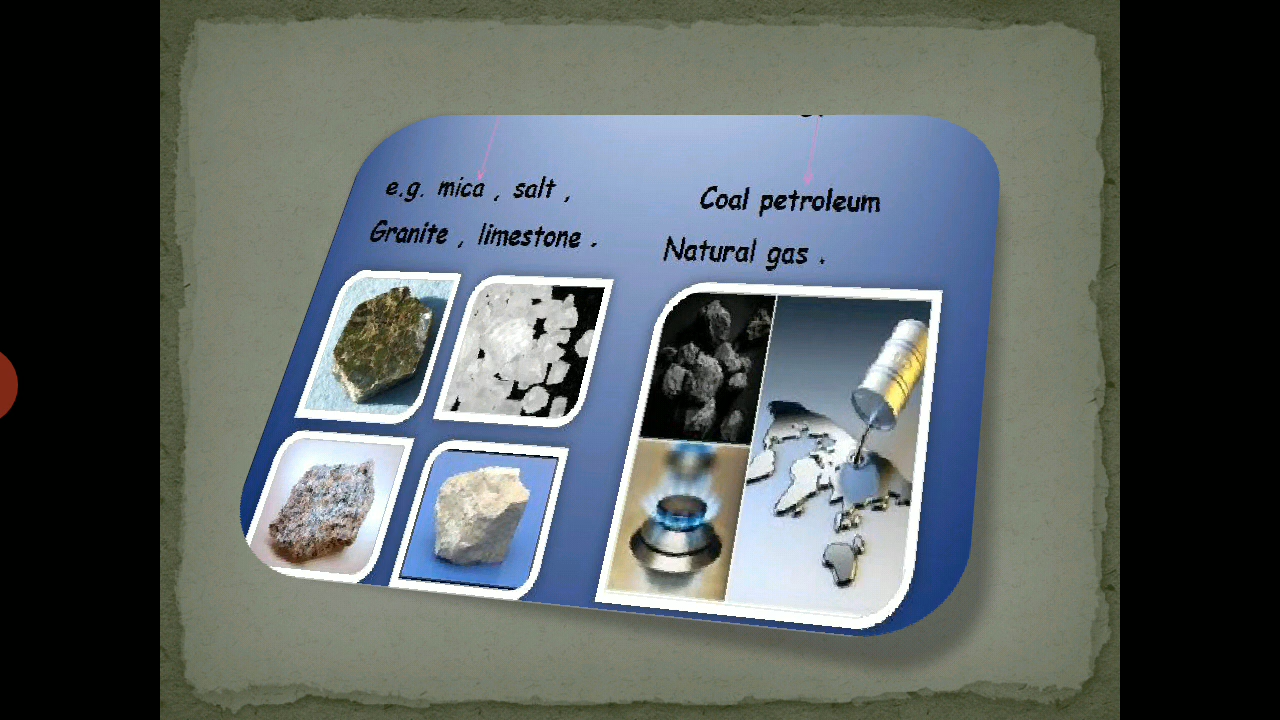 e.g. mica , salt ,
Granite , limestone .
Coal petroleum
Natural gas .